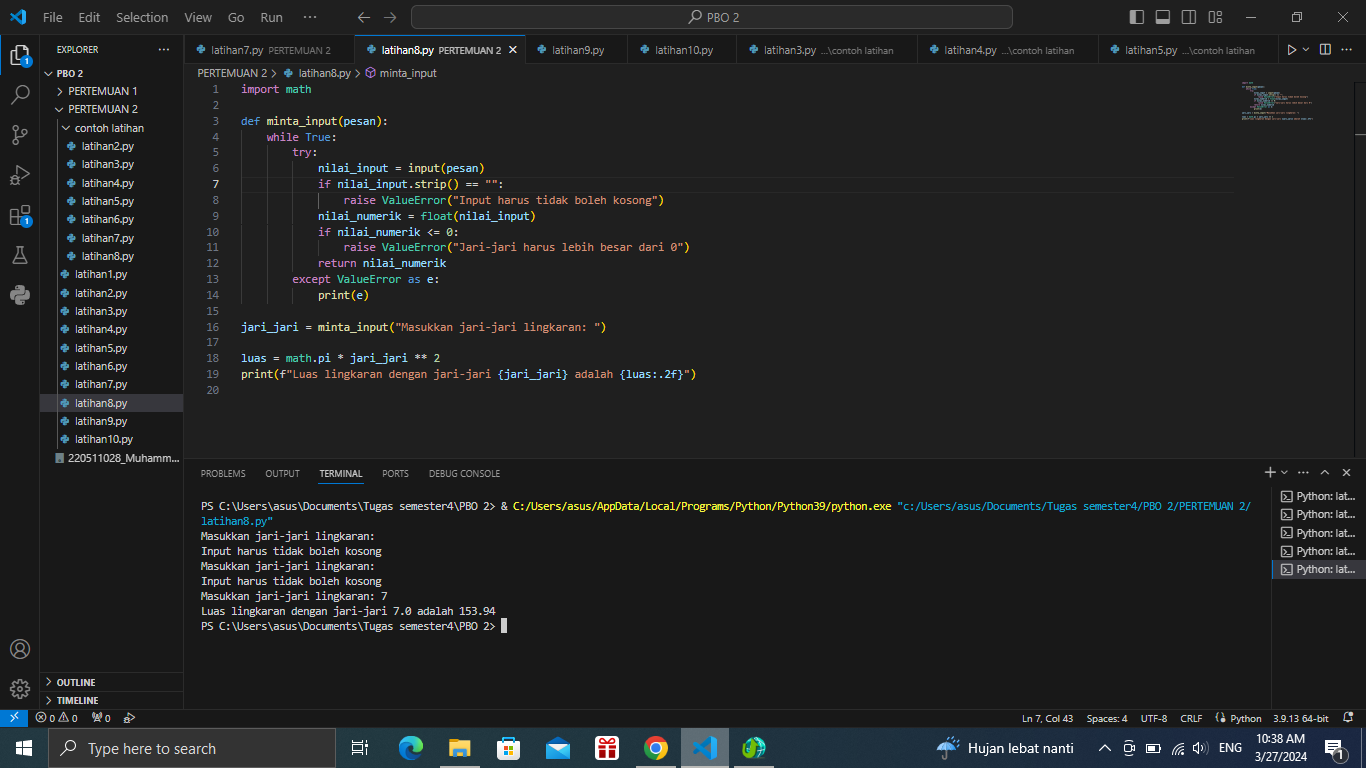 File Edit Selection View Go Run ··· PBO 2
EXPLORER ···
PBO 2
PERTEMUAN 1
PERTEMUAN 2
contoh latihan
latihan2.py
latihan3.py
latihan4.py
latihan5.py
latihan6.py
latihan7.py
latihan8.py
latihan1.py
latihan2.py
latihan3.py
latihan4.py
latihan5.py
latihan6.py
latihan7.py
latihan8.py
latihan9.py
latihan10.py
220511028_Muhamm...
OUTLINE
TIMELINE
1
1
latihan7.py PERTEMUAN 2 latihan8.py PERTEMUAN 2 latihan9.py latihan10.py latihan3.py ...\contoh latihan latihan4.py ...\contoh latihan latihan5.py ...\contoh latihan
PERTEMUAN 2 > latihan8.py > minta_input
1 import math
2
3 def minta_input(pesan):
4     while True:
5         try:
6             nilai_input = input(pesan)
7             if nilai_input.strip() == "":
8                 raise ValueError("Input harus tidak boleh kosong")
9             nilai_numerik = float(nilai_input)
10             if nilai_numerik <= 0:
11                 raise ValueError("Jari-jari harus lebih besar dari 0")
12             return nilai_numerik
13         except ValueError as e:
14             print(e)
15
16 jari_jari = minta_input("Masukkan jari-jari lingkaran: ")
17
18 luas = math.pi * jari_jari ** 2
19 print(f"Luas lingkaran dengan jari-jari {jari_jari} adalah {luas:.2f}")
20
PROBLEMS OUTPUT TERMINAL PORTS DEBUG CONSOLE
PS C:\Users\asus\Documents\Tugas semester4\PBO 2> & C:/Users/asus/AppData/Local/Programs/Python/Python39/python.exe "c:/Users/asus/Documents/Tugas semester4/PBO 2/PERTEMUAN 2/
latihan8.py"
Masukkan jari-jari lingkaran:
Input harus tidak boleh kosong
Masukkan jari-jari lingkaran:
Input harus tidak boleh kosong
Masukkan jari-jari lingkaran: 7
Luas lingkaran dengan jari-jari 7.0 adalah 153.94
PS C:\Users\asus\Documents\Tugas semester4\PBO 2>
Python: lat...
Python: lat...
Python: lat...
Python: lat...
Python: lat...
0 0 0 Ln 7, Col 43 Spaces: 4 UTF-8 CRLF Python 3.9.13 64-bit
Type here to search Hujan lebat nanti ENG 10:38 AM
3/27/2024 1